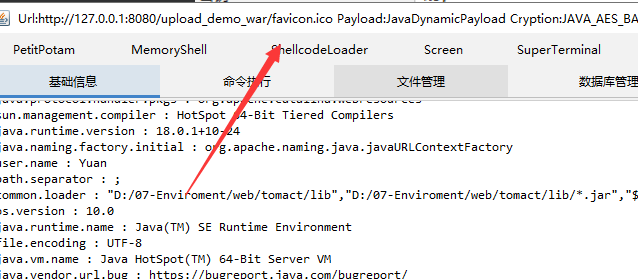 Url:http://127.0.0.1:8080/upload_demo_war/favicon.ico Payload:JavaDynamicPayload Cryption:JAVA_AES_BA
PetitPotam MemoryShell ShellcodeLoader Screen SuperTerminal
基础信息 命令执行 文件管理 数据库管理
java.protocol.handler.pkgs : org.apache.catalina.webresources
sun.management.compiler : HotSpot 64-Bit Tiered Compilers
java.runtime.version : 18.0.1+10-24
java.naming.factory.initial : org.apache.naming.java.javaURLContextFactory
user.name : Yuan
path.separator : ;
common.loader : "D:/07-Enviroment/web/tomact/lib","D:/07-Enviroment/web/tomact/lib/*.jar","$
os.version : 10.0
java.runtime.name : Java(TM) SE Runtime Environment
file.encoding : UTF-8
java.vm.name : Java HotSpot(TM) 64-Bit Server VM
java.vendor.url.bug : https://bugreport.java.com/bugreport/